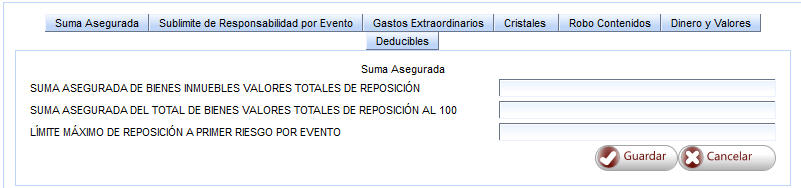 Suma Asegurada Sublimite de Responsabilidad por Evento Gastos Extraordinarios Cristales Robo Contenidos Dinero y Valores
Deducibles
Suma Asegurada
SUMA ASEGURADA DE BIENES INMUEBLES VALORES TOTALES DE REPOSICIÓN
SUMA ASEGURADA DEL TOTAL DE BIENES VALORES TOTALES DE REPOSICIÓN AL 100
LÍMITE MÁXIMO DE REPOSICIÓN A PRIMER RIESGO POR EVENTO
Guardar Cancelar